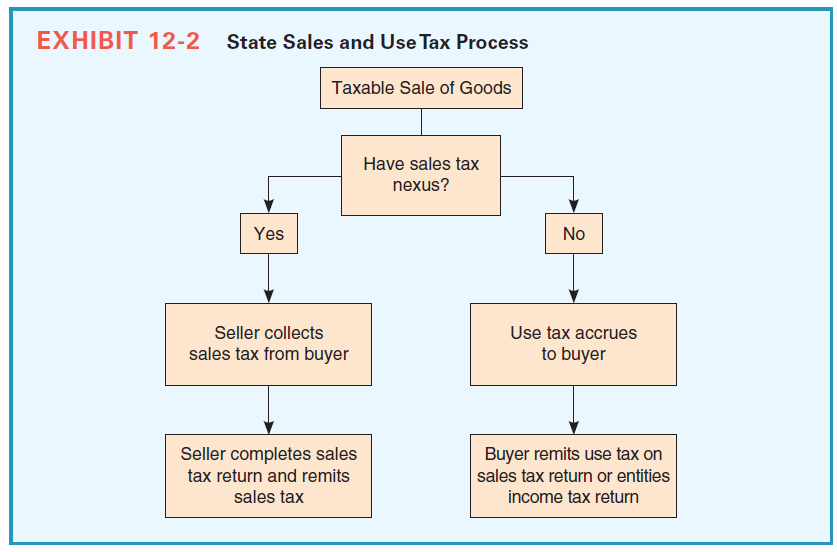 EXHIBIT 12-2 State Sales and Use Tax Process
Taxable Sale of Goods
Have sales tax
nexus?
Yes
No
Seller collects
sales tax from buyer
Use tax accrues
to buyer
Seller completes sales
tax return and remits
sales tax
Buyer remits use tax on
sales tax return or entities
income tax return